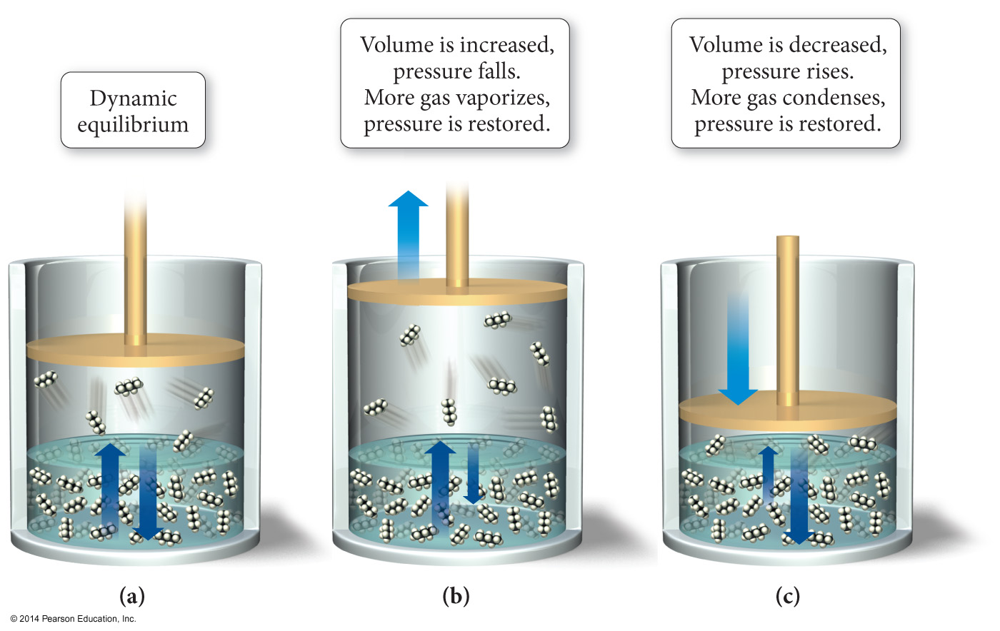 Dynamic
equilibrium
Volume is increased,
pressure falls.
More gas vaporizes,
pressure is restored.
Volume is decreased,
pressure rises.
More gas condenses,
pressure is restored.
(a)
(b)
(c)
© 2014 Pearson Education, Inc.